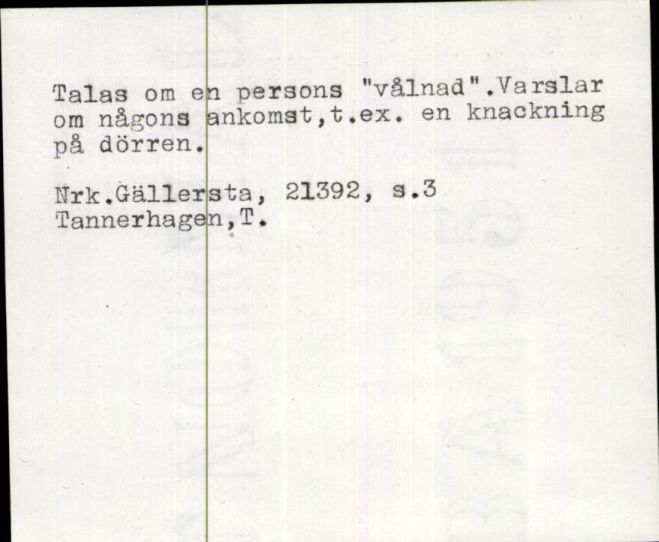 Talas om en persons "vålnad".Varslar
om någons ankomst,t.ex. en knackning
på dörren.
Nrk.Gällersta, 21392, s.3
Tannerhagen,T.